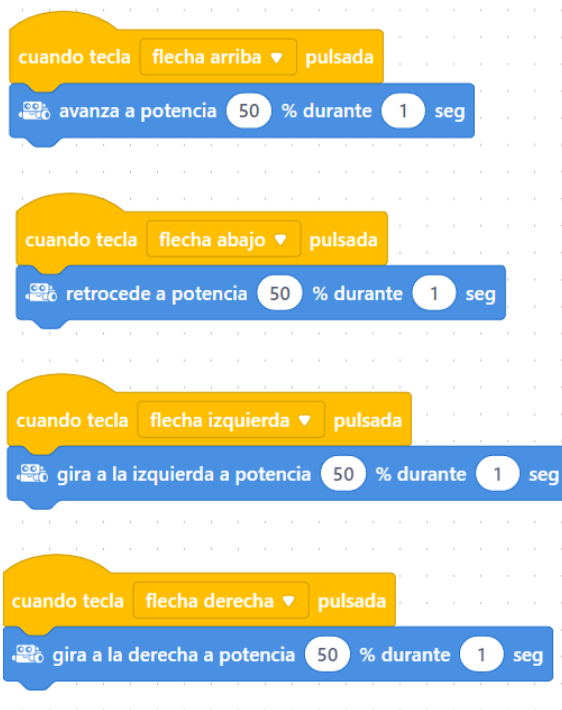 cuando tecla flecha arriba pulsada
avanza a potencia 50 % durante 1 seg
cuando tecla flecha abajo pulsada
retrocede a potencia 50 % durante 1 seg
cuando tecla flecha izquierda pulsada
gira a la izquierda a potencia 50 % durante 1 seg
cuando tecla flecha derecha pulsada
gira a la derecha a potencia 50 % durante 1 seg